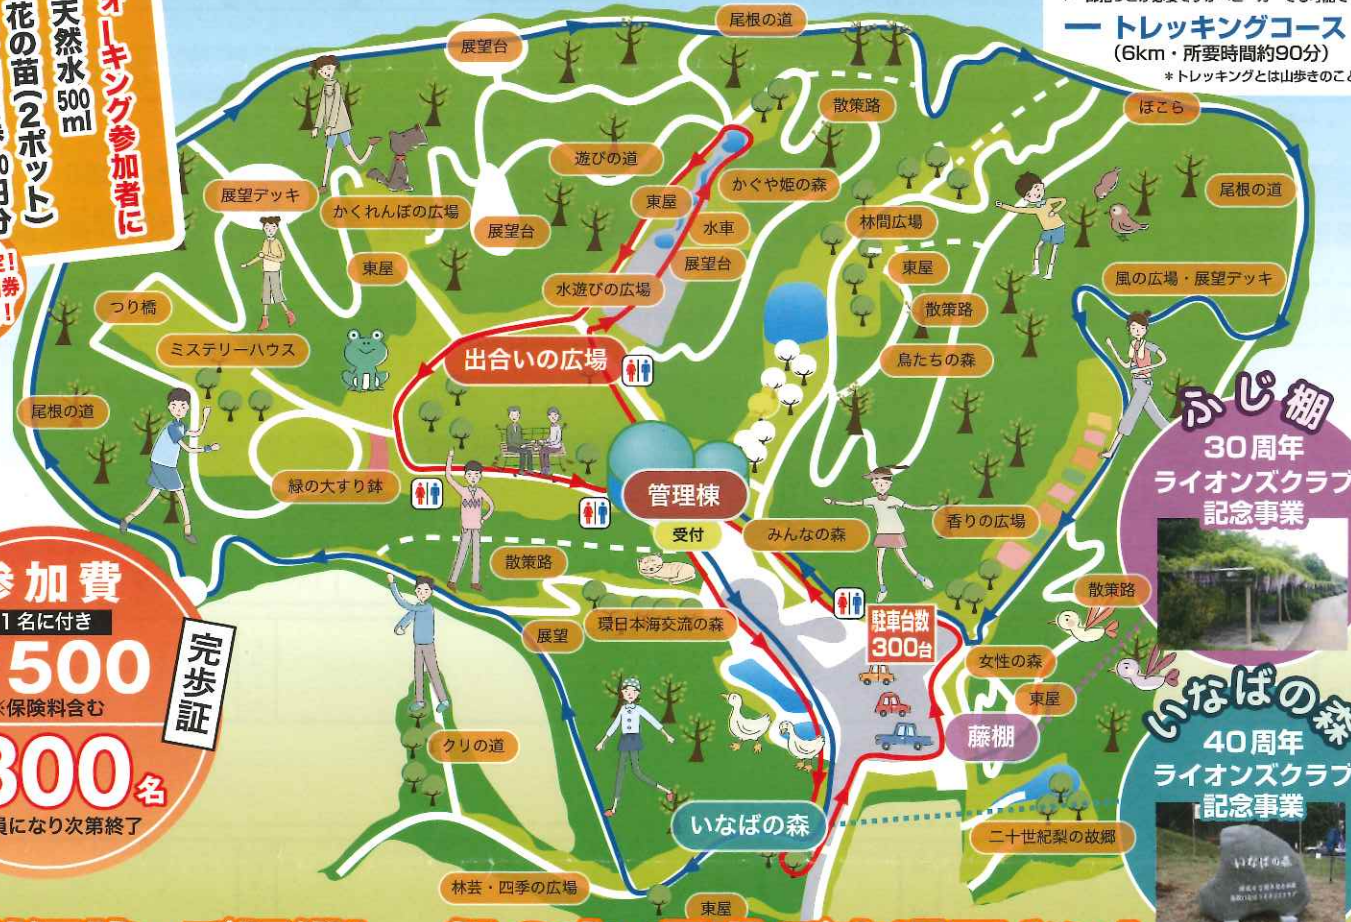 ォーキング参加者に
天然水500ml
花の苗(2ポット)
トレッキングコース
(6km・所要時間約90分)
*トレッキングとは山歩きのこと
尾根の道
展望台
ぼこら
散策路
遊びの道
かぐや姫の森
展望デッキ
かくれんぼの広場
東屋
水車
林間広場
尾根の道
展望台
展望台
東屋
東屋
風の広場・展望デッキ
水遊びの広場
つり橋
散策路
ミステリーハウス
出合いの広場
鳥たちの森
尾根の道
ふじ棚
30周年
ライオンズクラブ
記念事業
緑の大すり鉢
管理棟
受付
みんなの森
香りの広場
散策路
散策路
参加費
1名に付き
500
※保険料含む
300名
員になり次第終了
完歩証
展望
環日本海交流の森
駐車台数
300台
女性の森
東屋
藤棚
クリの道
いなばの森
40周年
ライオンズクラブ
記念事業
いなばの森
いなばの森
二十世紀梨の故郷
林芸・四季の広場
東屋